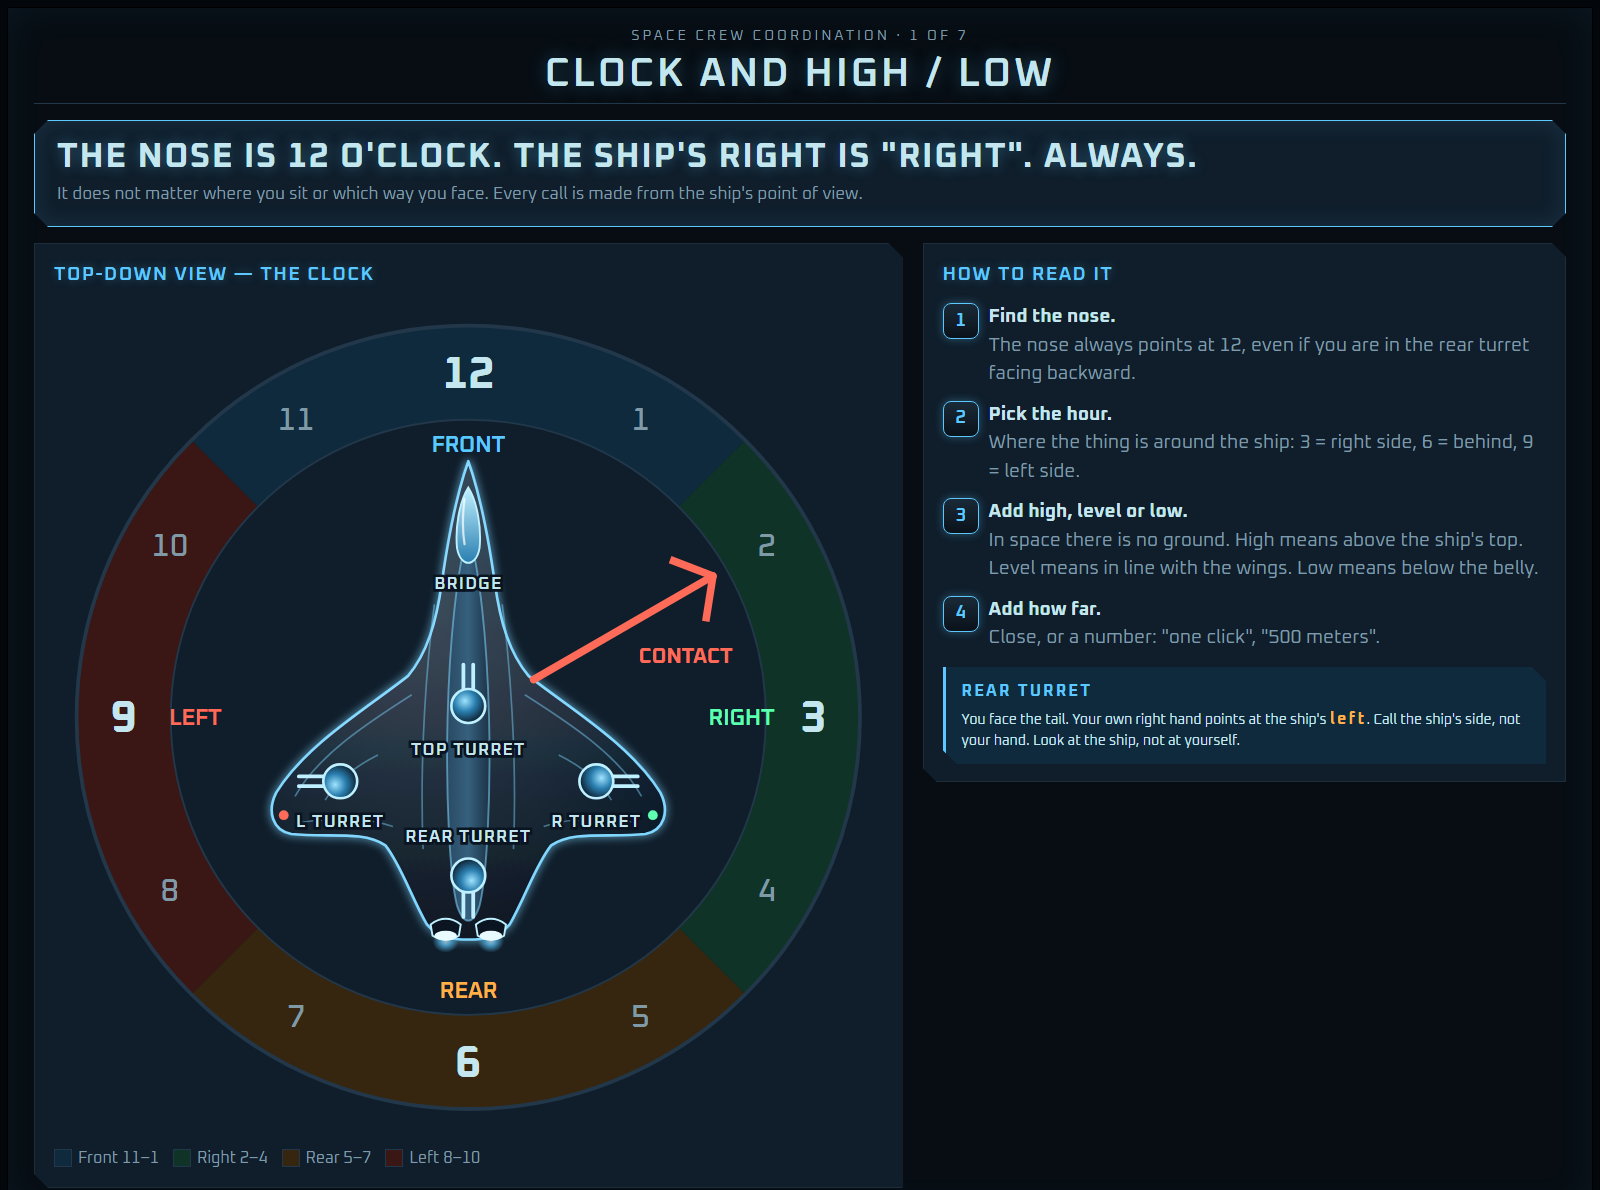 SPACE CREW COORDINATION · 1 OF 7
CLOCK AND HIGH / LOW
THE NOSE IS 12 O'CLOCK. THE SHIP'S RIGHT IS "RIGHT". ALWAYS.
It does not matter where you sit or which way you face. Every call is made from the ship's point of view.
TOP-DOWN VIEW — THE CLOCK
12
11
1
FRONT
10
2
BRIDGE
CONTACT
9
LEFT
RIGHT
3
TOP TURRET
L TURRET
R TURRET
REAR TURRET
8
4
REAR
7
5
6
Front 11–1
Right 2–4
Rear 5–7
Left 8–10
HOW TO READ IT
1
Find the nose.
The nose always points at 12, even if you are in the rear turret
facing backward.
2
Pick the hour.
Where the thing is around the ship: 3 = right side, 6 = behind, 9
= left side.
3
Add high, level or low.
In space there is no ground. High means above the ship's top.
Level means in line with the wings. Low means below the belly.
4
Add how far.
Close, or a number: "one click", "500 meters".
REAR TURRET
You face the tail. Your own right hand points at the ship's left. Call the ship's side, not
your hand. Look at the ship, not at yourself.